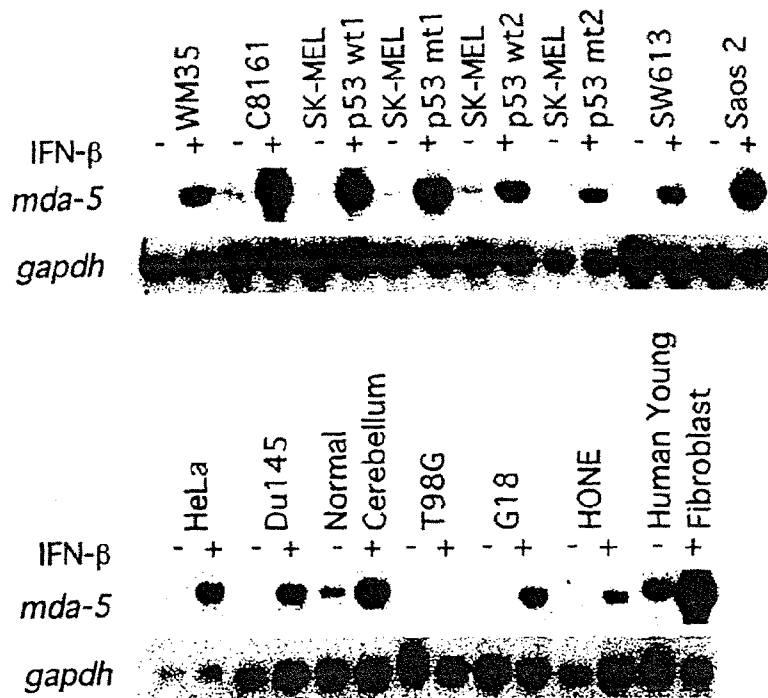 WM35
C8161
SK-MEL
p53 wt1
SK-MEL
p53 mt1
SK-MEL
p53 wt2
SK-MEL
p53 mt2
SW613
Saos 2
IFN-β - + - + - + - + - + - + - + - +
mda-5
gapdh
HeLa
Du145
Normal
Cerebellum
T98G
G18
HONE
Human Young
Fibroblast
IFN-β - + - + - + - + - + - + - +
mda-5
gapdh